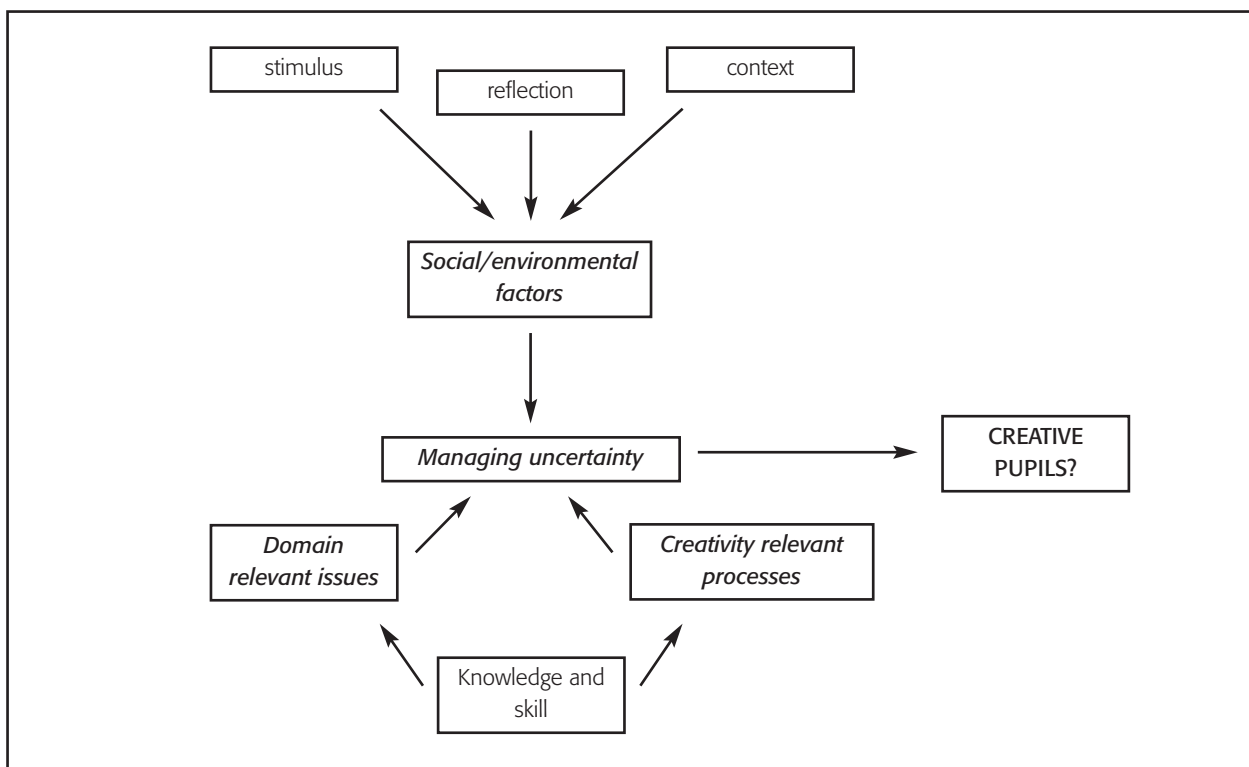 stimulus
reflection
context
Social/environmental
factors
Managing uncertainty
CREATIVE
PUPILS?
Domain
relevant issues
Creativity relevant
processes
Knowledge and
skill